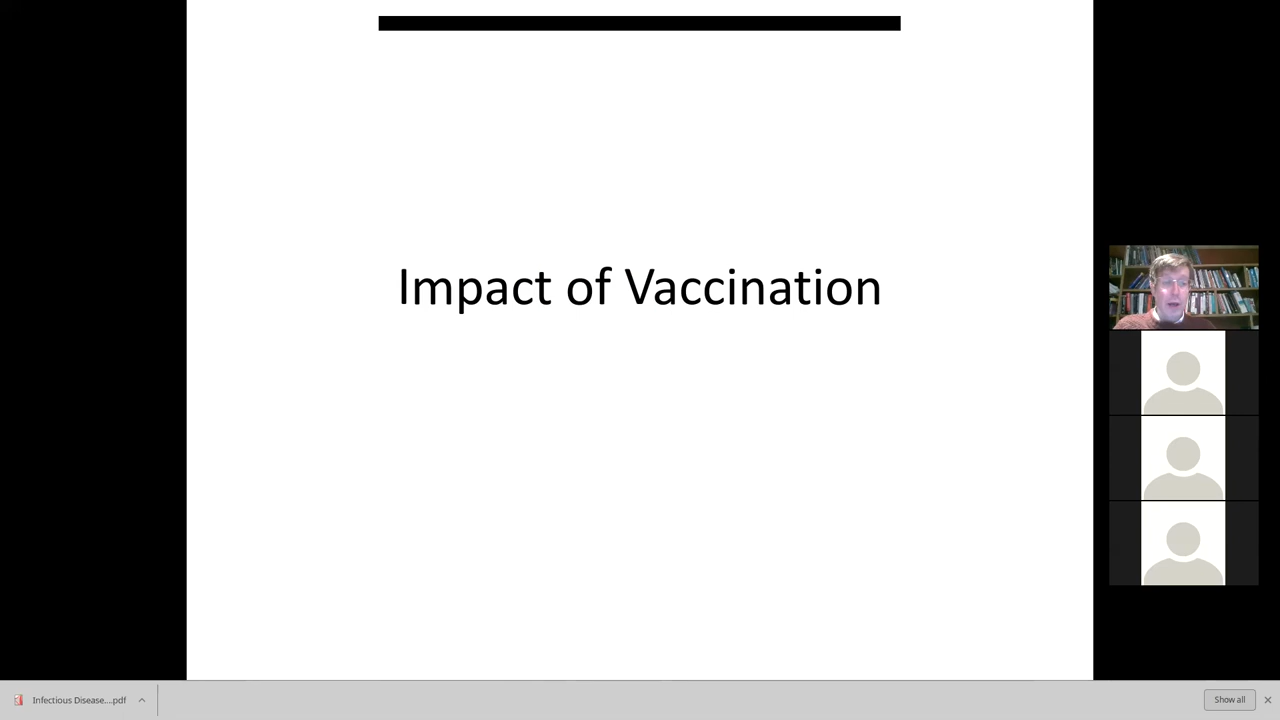 Impact of Vaccination
Infectious Disease....pdf
Show all